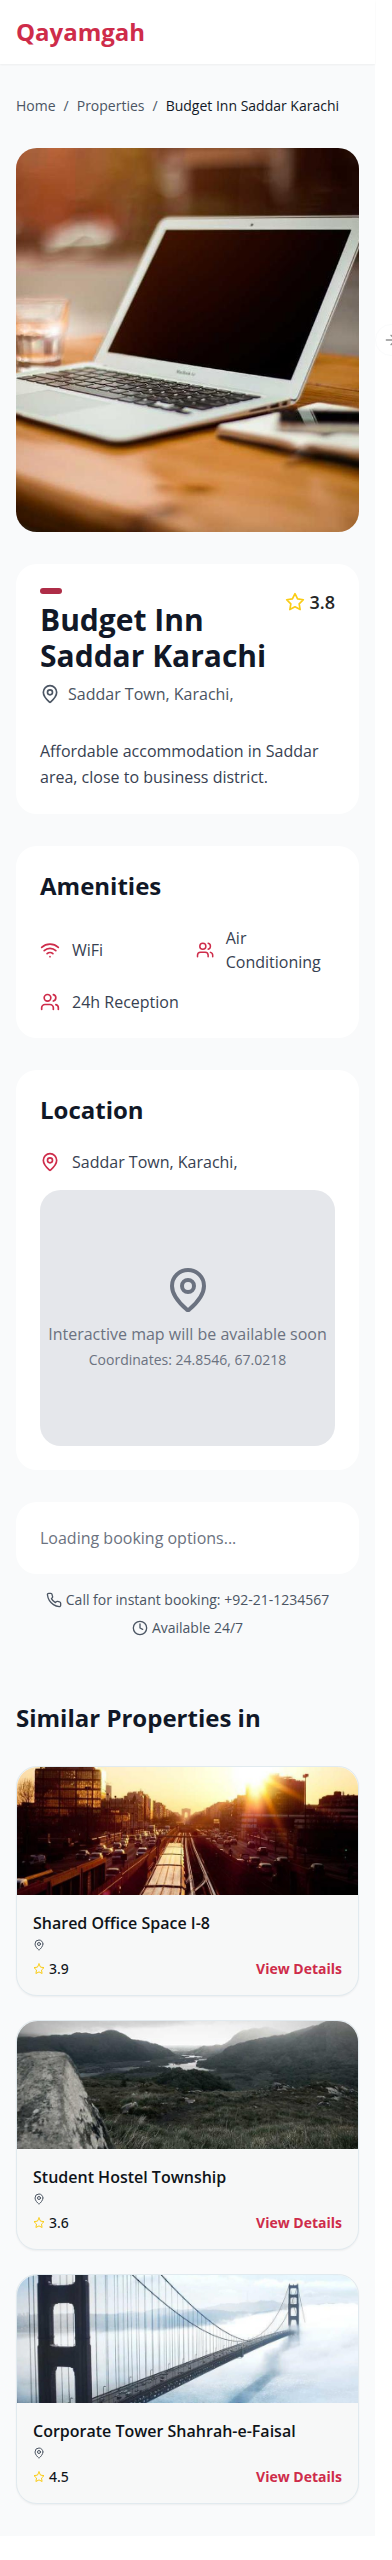 Qayamgah
Home / Properties / Budget Inn Saddar Karachi
Budget Inn
Saddar Karachi
3.8
Saddar Town, Karachi,
Affordable accommodation in Saddar
area, close to business district.
Amenities
WiFi
Air
Conditioning
24h Reception
Location
Saddar Town, Karachi,
Interactive map will be available soon
Coordinates: 24.8546, 67.0218
Loading booking options...
Call for instant booking: +92-21-1234567
Available 24/7
Similar Properties in
Shared Office Space I-8
3.9 View Details
Student Hostel Township
3.6 View Details
Corporate Tower Shahrah-e-Faisal
4.5 View Details